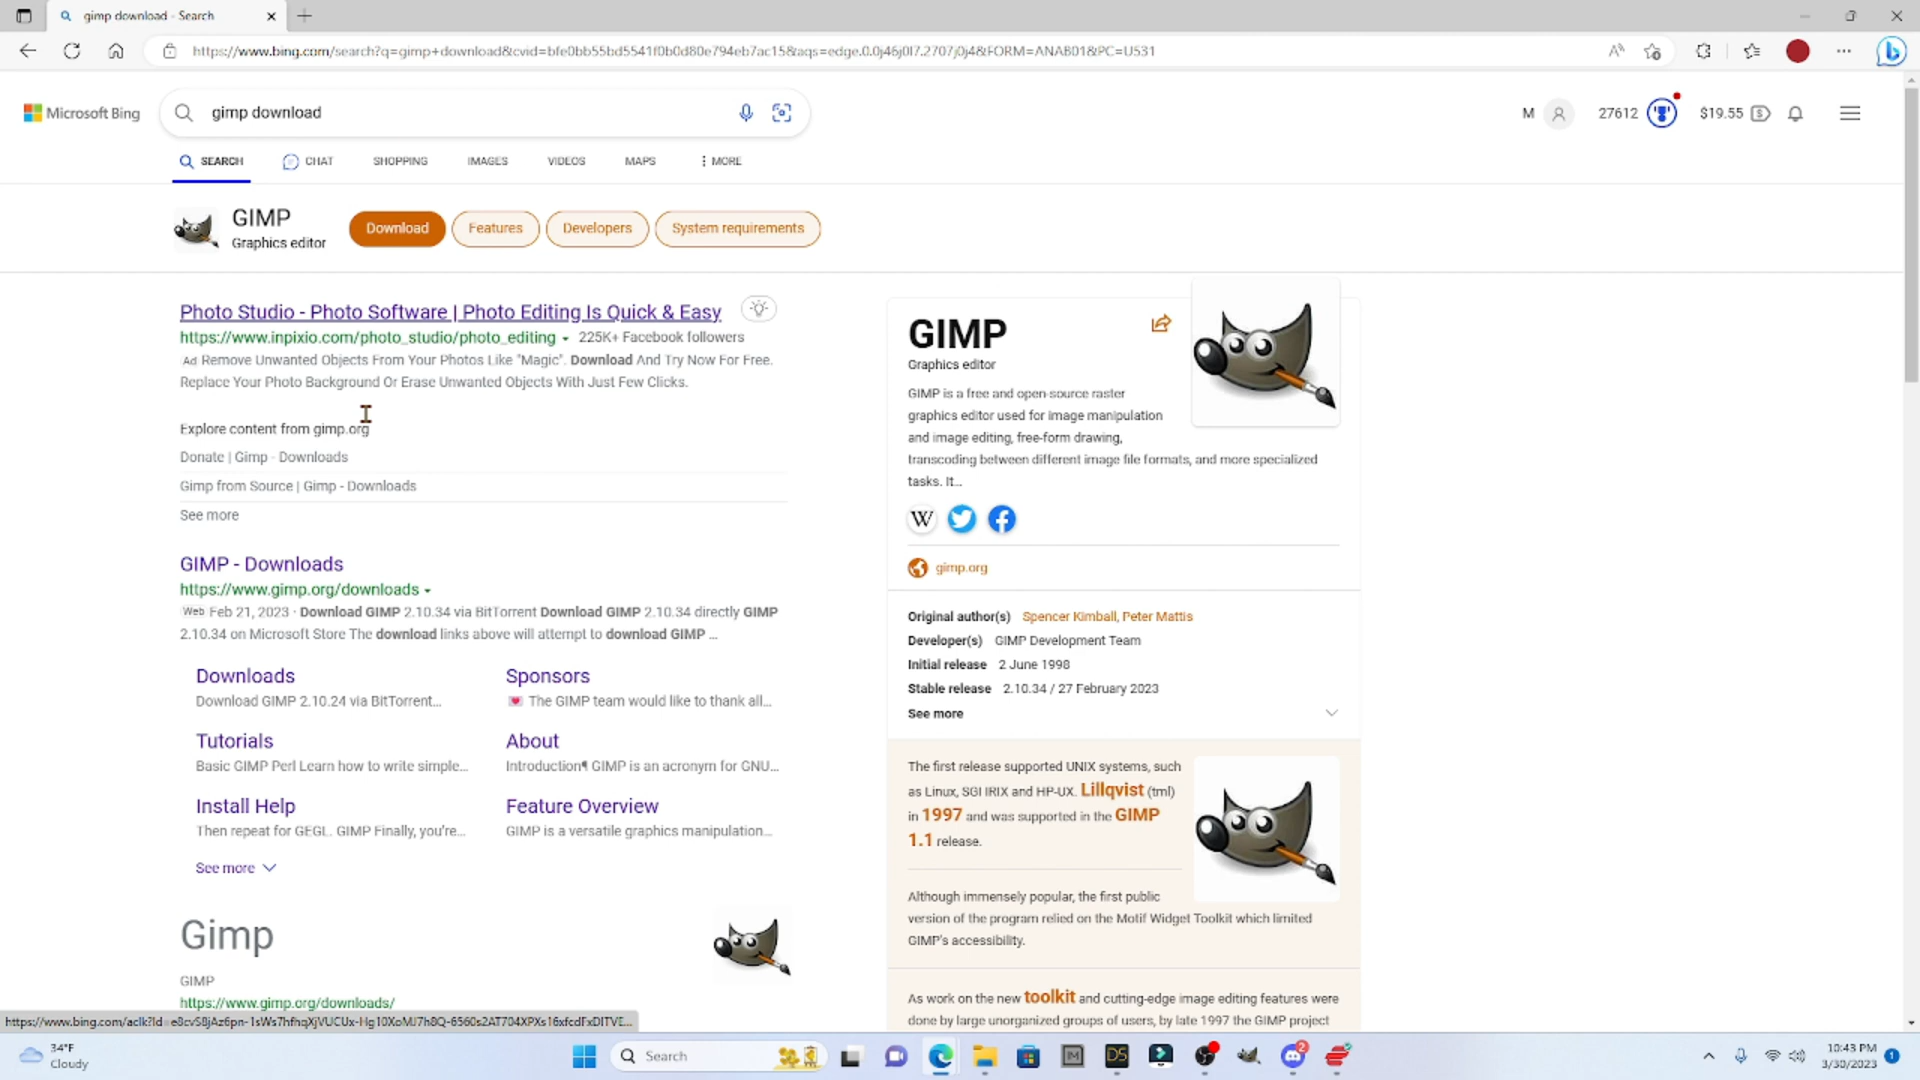 gimp download - Search
https://www.bing.com/search?q=gimp+download&cvid=bfe0bb55bd5541f0b0d80e794eb7ac15&aqs=edge.0.0j46j0l7.2707j0j4&FORM=ANAB01&PC=U531
Microsoft Bing
gimp download
M
27612
$19.55
SEARCH
CHAT
SHOPPING
IMAGES
VIDEOS
MAPS
MORE
GIMP
Graphics editor
Download
Features
Developers
System requirements
Photo Studio - Photo Software | Photo Editing Is Quick & Easy
https://www.inpixio.com/photo_studio/photo_editing 225K+ Facebook followers
Ad Remove Unwanted Objects From Your Photos Like "Magic". Download And Try Now For Free.
Replace Your Photo Background Or Erase Unwanted Objects With Just Few Clicks.
Explore content from gimp.org
Donate | Gimp - Downloads
Gimp from Source | Gimp - Downloads
See more
GIMP - Downloads
https://www.gimp.org/downloads
Web Feb 21, 2023 · Download GIMP 2.10.34 via BitTorrent Download GIMP 2.10.34 directly GIMP
2.10.34 on Microsoft Store The download links above will attempt to download GIMP ...
Downloads
Download GIMP 2.10.24 via BitTorrent...
Sponsors
The GIMP team would like to thank all...
Tutorials
Basic GIMP Perl Learn how to write simple...
About
Introduction¶ GIMP is an acronym for GNU...
Install Help
Then repeat for GEGL. GIMP Finally, you're...
Feature Overview
GIMP is a versatile graphics manipulation...
See more
Gimp
GIMP
https://www.gimp.org/downloads/
GIMP
Graphics editor
GIMP is a free and open-source raster
graphics editor used for image manipulation
and image editing, free-form drawing,
transcoding between different image file formats, and more specialized
tasks. It...
W
gimp.org
Original author(s) Spencer Kimball, Peter Mattis
Developer(s) GIMP Development Team
Initial release 2 June 1998
Stable release 2.10.34 / 27 February 2023
See more
The first release supported UNIX systems, such
as Linux, SGI IRIX and HP-UX. Lillqvist (tml)
in 1997 and was supported in the GIMP
1.1 release.
Although immensely popular, the first public
version of the program relied on the Motif Widget Toolkit which limited
GIMP's accessibility.
As work on the new toolkit and cutting-edge image editing features were
done by large unorganized groups of users, by late 1997 the GIMP project
34°F
Cloudy
Search
M
DS
2
10:43 PM
3/30/2023
1